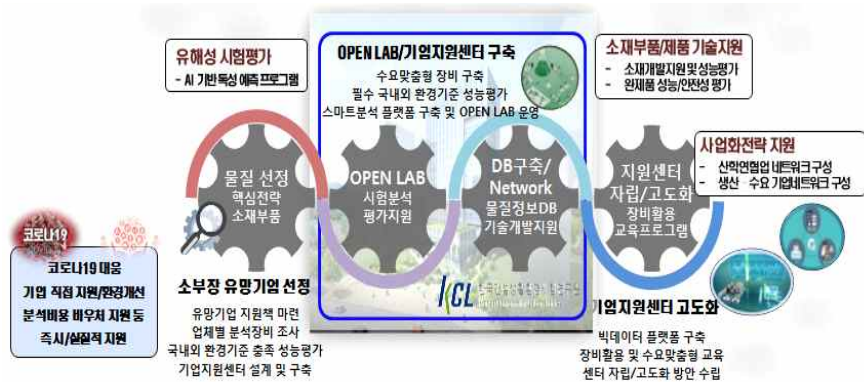 유해성 시험평가
- AI 기반독성 예측 프로그램
OPEN LAB/기업지원센터 구축
수요맞춤형 장비 구축
필수 국내외 환경기준 성능평가
스마트분석 플랫폼 구축 및 OPEN LAB 운영
소재부품/제품 기술지원
- 소재개발지원 및 성능평가
- 완제품 성능/안전성 평가
사업화전략 지원
- 산학연협업 네트워크 구성
- 생산 수요 기업네트워크 구성
물질 선정
핵심전략
소재부품
OPEN LAB
시험분석
평가지원
DB구축/
Network
물질정보DB
기술개발지원
지원센터
자립/고도화
장비활용
교육프로그램
코로나19
코로나19 대응
기업 직접 지원/환경개선
분석비용 바우처 지원 등
즉시/실질적 지원
소부장 유망기업 선정
유망기업 지원책 마련
업체별 분석장비 조사
국내외 환경기준 충족 성능평가
기업지원센터 설계 및 구축
KCL
기업지원센터 고도화
빅데이터 플랫폼 구축
장비활용 및 수요맞춤형 교육
센터 자립/고도화 방안 수립